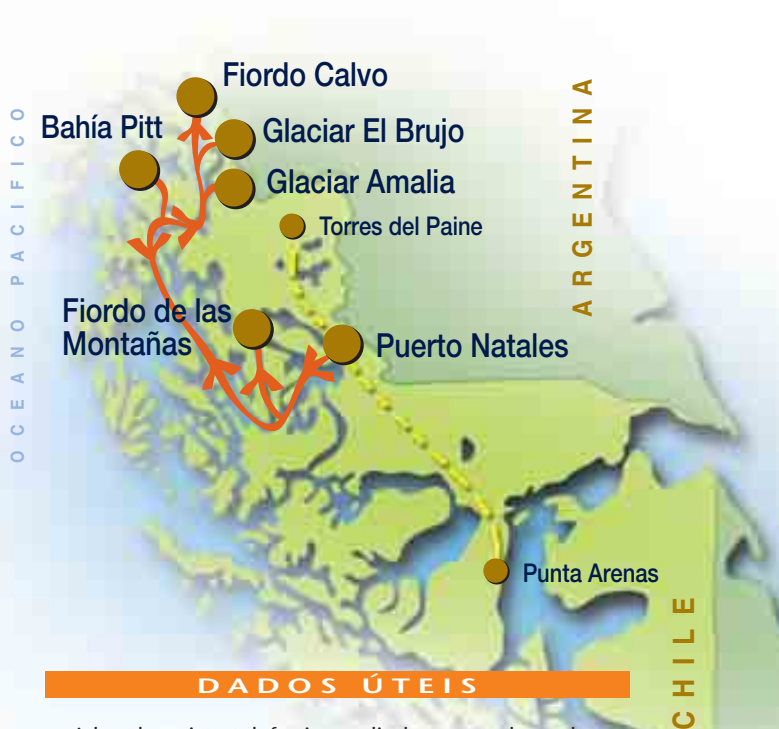 Fiordo Calvo
Bahía Pitt
Glaciar El Brujo
Glaciar Amalia
Torres del Paine
Fiordo de las
Montañas
Puerto Natales
Punta Arenas
OCEANO PACIFICO
ARGENTINA
CHILE
DADOS ÚTEIS